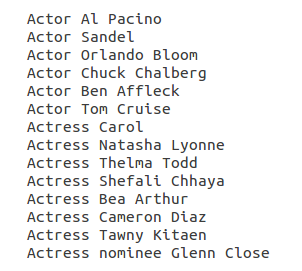 Actor Al Pacino
Actor Sandel
Actor Orlando Bloom
Actor Chuck Chalberg
Actor Ben Affleck
Actor Tom Cruise
Actress Carol
Actress Natasha Lyonne
Actress Thelma Todd
Actress Shefali Chhaya
Actress Bea Arthur
Actress Cameron Diaz
Actress Tawny Kitaen
Actress nominee Glenn Close